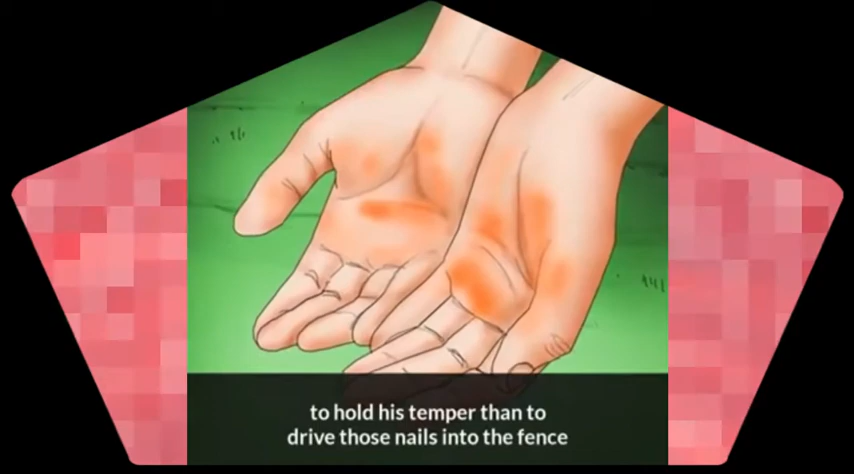 to hold his temper than to
drive those nails into the fence